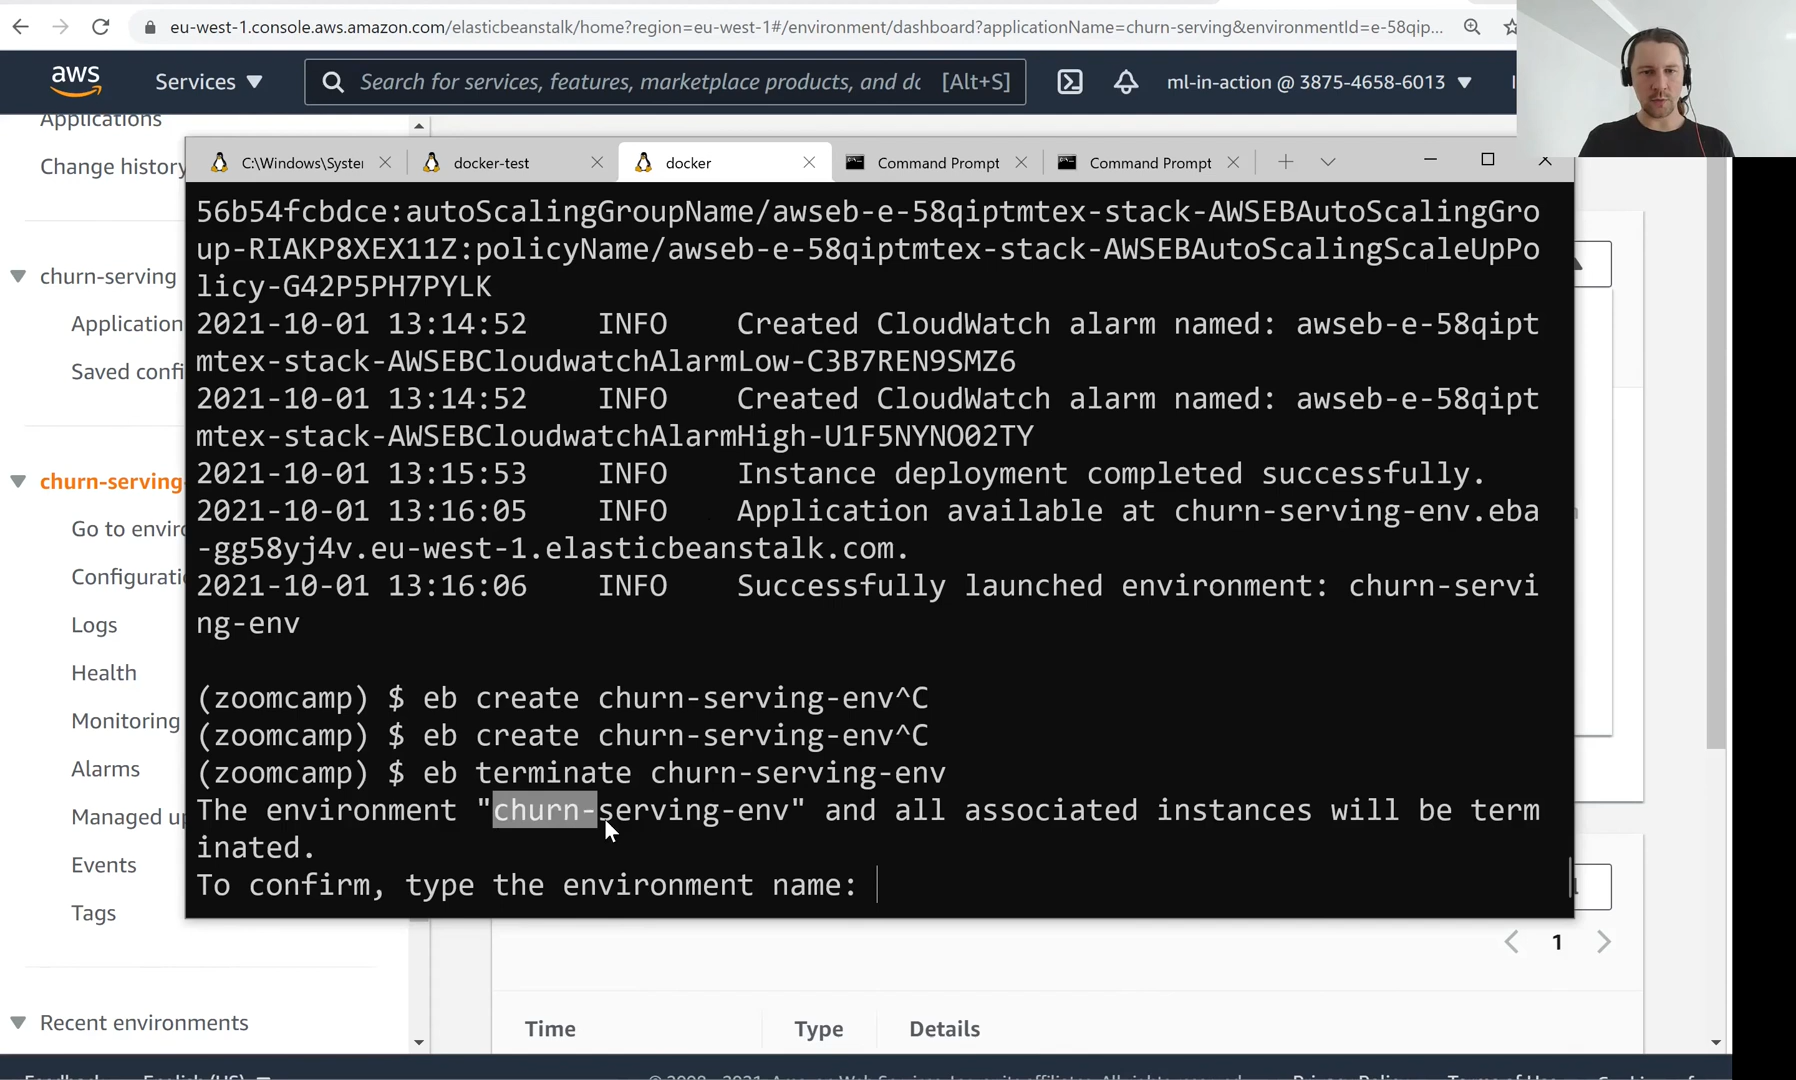 eu-west-1.console.aws.amazon.com/elasticbeanstalk/home?region=eu-west-1#/environment/dashboard?applicationName=churn-serving&environmentId=e-58qip...
aws
Services
Search for services, features, marketplace products, and dc
[Alt+S]
ml-in-action @ 3875-4658-6013
Applications
Change history
churn-serving
Application
Saved confi
churn-serving-
Go to enviro
Configurati
Logs
Health
Monitoring
Alarms
Managed up
Events
Tags
Recent environments
C:\Windows\Syster
docker-test
docker
Command Prompt
Command Prompt
56b54fcbdce:autoScalingGroupName/awseb-e-58qiptmtex-stack-AWSEBAutoScalingGro
up-RIAKP8XEX11Z:policyName/awseb-e-58qiptmtex-stack-AWSEBAutoScalingScaleUpPo
licy-G42P5PH7PYLK
2021-10-01 13:14:52    INFO    Created CloudWatch alarm named: awseb-e-58qipt
mtex-stack-AWSEBCloudwatchAlarmLow-C3B7REN9SMZ6
2021-10-01 13:14:52    INFO    Created CloudWatch alarm named: awseb-e-58qipt
mtex-stack-AWSEBCloudwatchAlarmHigh-U1F5NYNO02TY
2021-10-01 13:15:53    INFO    Instance deployment completed successfully.
2021-10-01 13:16:05    INFO    Application available at churn-serving-env.eba
-gg58yj4v.eu-west-1.elasticbeanstalk.com.
2021-10-01 13:16:06    INFO    Successfully launched environment: churn-servi
ng-env
(zoomcamp) $ eb create churn-serving-env^C
(zoomcamp) $ eb create churn-serving-env^C
(zoomcamp) $ eb terminate churn-serving-env
The environment "churn-serving-env" and all associated instances will be term
inated.
To confirm, type the environment name:
1
Time
Type
Details